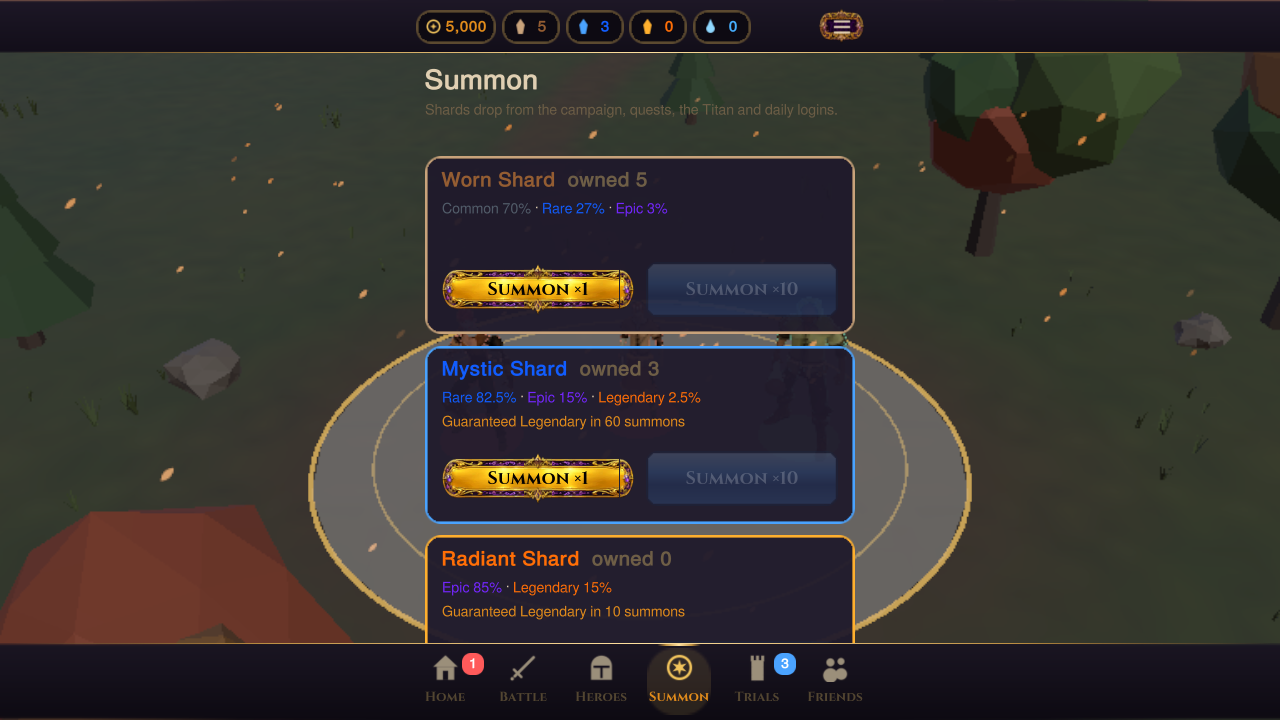 5,000 5 3 0 0
Summon
Shards drop from the campaign, quests, the Titan and daily logins.
Worn Shard owned 5
Common 70% · Rare 27% · Epic 3%
Summon ×1 Summon ×10
Mystic Shard owned 3
Rare 82.5% · Epic 15% · Legendary 2.5%
Guaranteed Legendary in 60 summons
Summon ×1 Summon ×10
Radiant Shard owned 0
Epic 85% · Legendary 15%
Guaranteed Legendary in 10 summons
1 3
Home Battle Heroes Summon Trials Friends